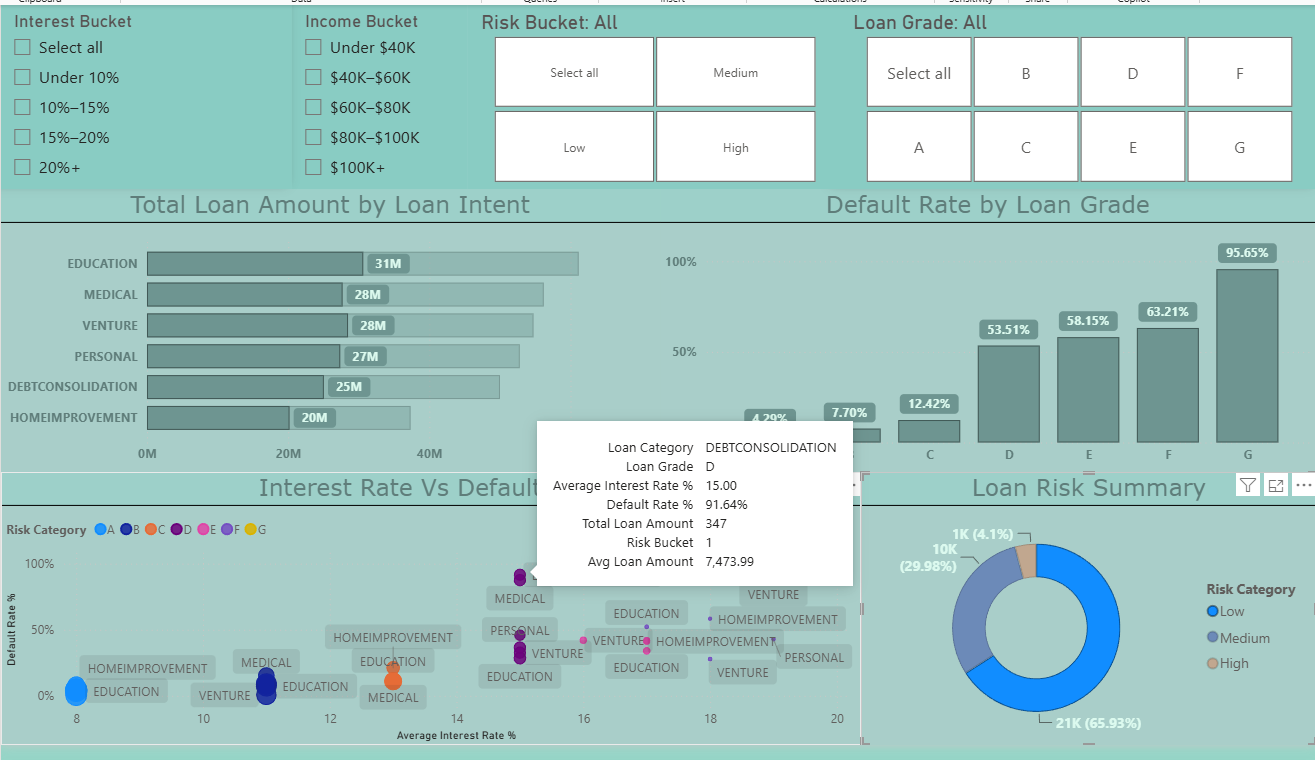 Clipboard Data Queries Insert Calculations Sensitivity Share Copilot
Interest Bucket
Select all
Under 10%
10%–15%
15%–20%
20%+
Income Bucket
Under $40K
$40K–$60K
$60K–$80K
$80K–$100K
$100K+
Risk Bucket: All
Select all
Medium
Low
High
Loan Grade: All
Select all
B
D
F
A
C
E
G
Total Loan Amount by Loan Intent
EDUCATION 31M
MEDICAL 28M
VENTURE 28M
PERSONAL 27M
DEBTCONSOLIDATION 25M
HOMEIMPROVEMENT 20M
0M 20M 40M
Default Rate by Loan Grade
100%
50%
4.29%
7.70%
12.42%
53.51%
58.15%
63.21%
95.65%
C D E F G
Loan Category DEBTCONSOLIDATION
Loan Grade D
Average Interest Rate % 15.00
Default Rate % 91.64%
Total Loan Amount 347
Risk Bucket 1
Avg Loan Amount 7,473.99
Interest Rate Vs Default
Risk Category A B C D E F G
Default Rate %
100%
50%
0%
MEDICAL
VENTURE
EDUCATION
HOMEIMPROVEMENT
PERSONAL
HOMEIMPROVEMENT
VENTURE
VENTURE
HOMEIMPROVEMENT
PERSONAL
HOMEIMPROVEMENT
MEDICAL
EDUCATION
EDUCATION
EDUCATION
VENTURE
EDUCATION
MEDICAL
EDUCATION
VENTURE
8 10 12 14 16 18 20
Average Interest Rate %
Loan Risk Summary
1K (4.1%)
10K
(29.98%)
21K (65.93%)
Risk Category
Low
Medium
High